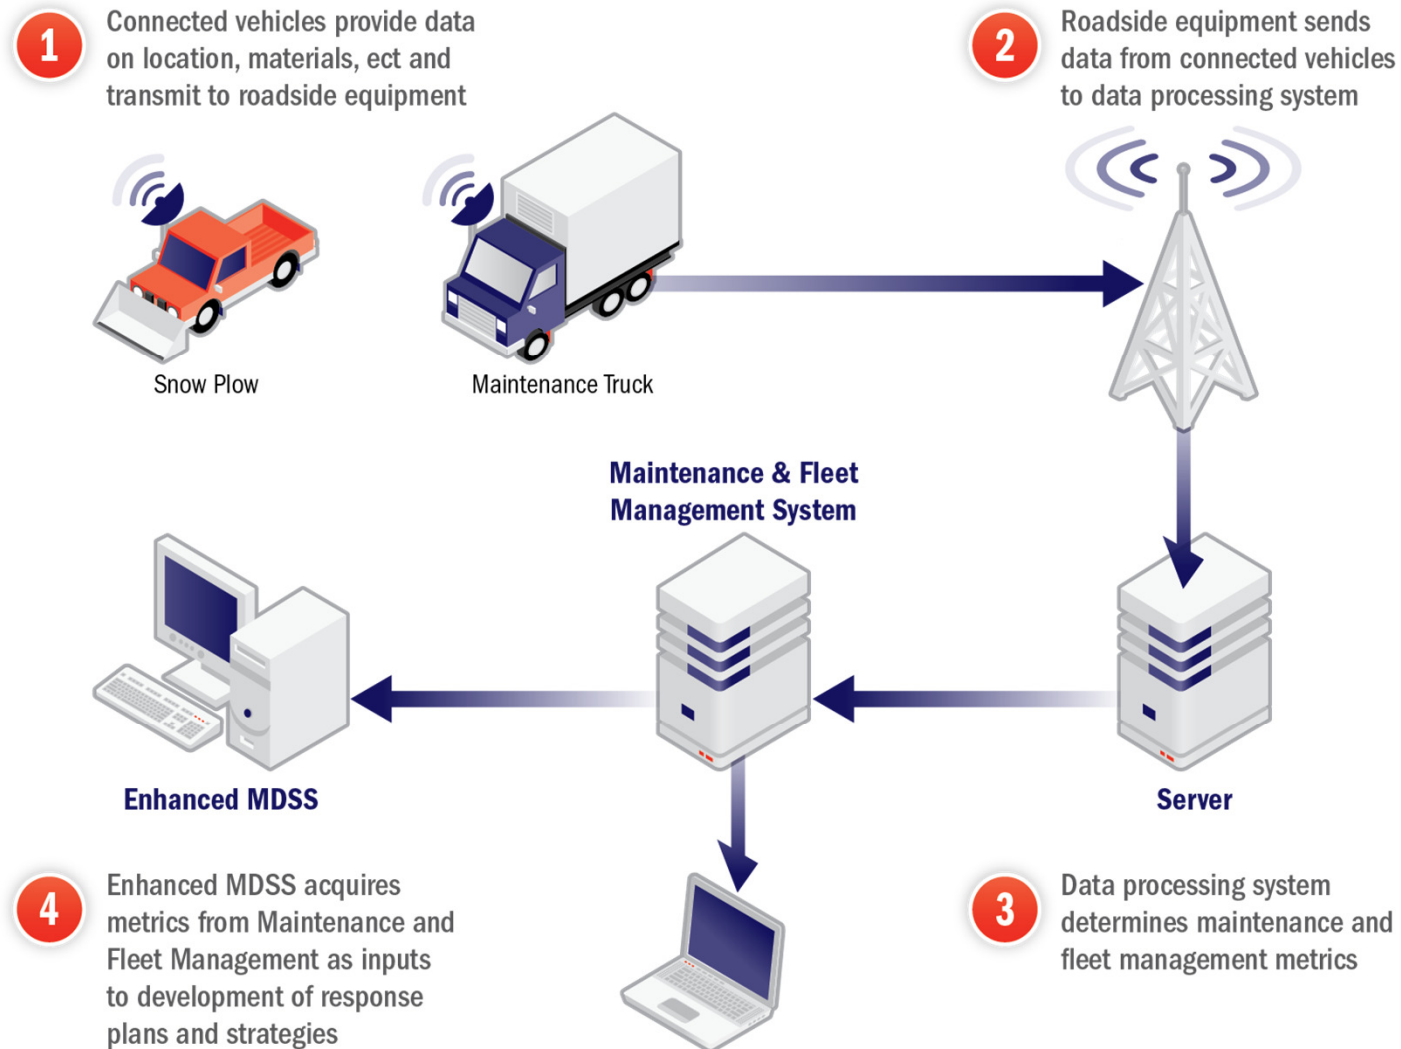 1
Connected vehicles provide data
on location, materials, ect and
transmit to roadside equipment
2
Roadside equipment sends
data from connected vehicles
to data processing system
Snow Plow
Maintenance Truck
Maintenance & Fleet
Management System
Enhanced MDSS
Server
4
Enhanced MDSS acquires
metrics from Maintenance and
Fleet Management as inputs
to development of response
plans and strategies
3
Data processing system
determines maintenance and
fleet management metrics